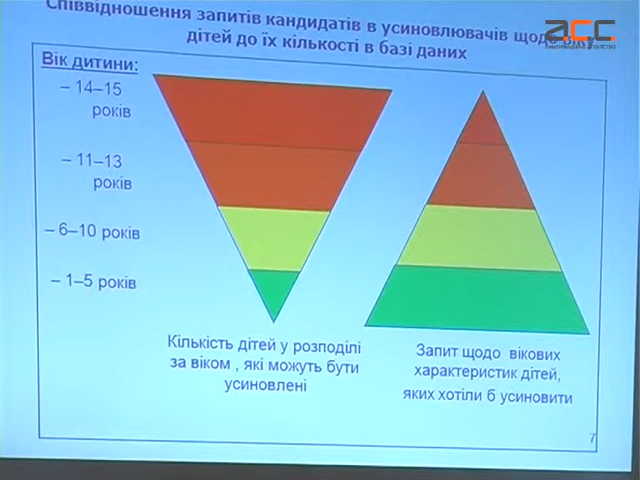 Співвідношення запитів кандидатів в усиновлювачів щодо віку
дітей до їх кількості в базі даних
асс
Вік дитини:
– 14–15
років
– 11–13
років
– 6–10 років
– 1–5 років
Кількість дітей у розподілі
за віком , які можуть бути
усиновлені
Запит щодо вікових
характеристик дітей,
яких хотіли б усиновити
7